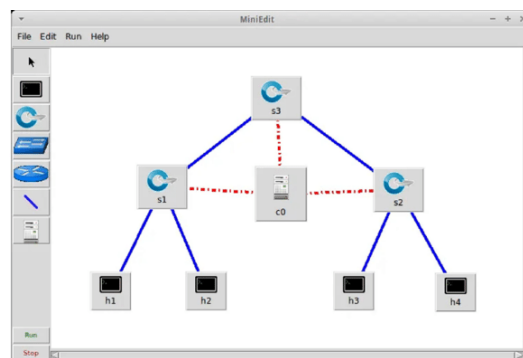 MiniEdit
File Edit Run Help
s3
s1
c0
s2
h1
h2
h3
h4
Run
Stop